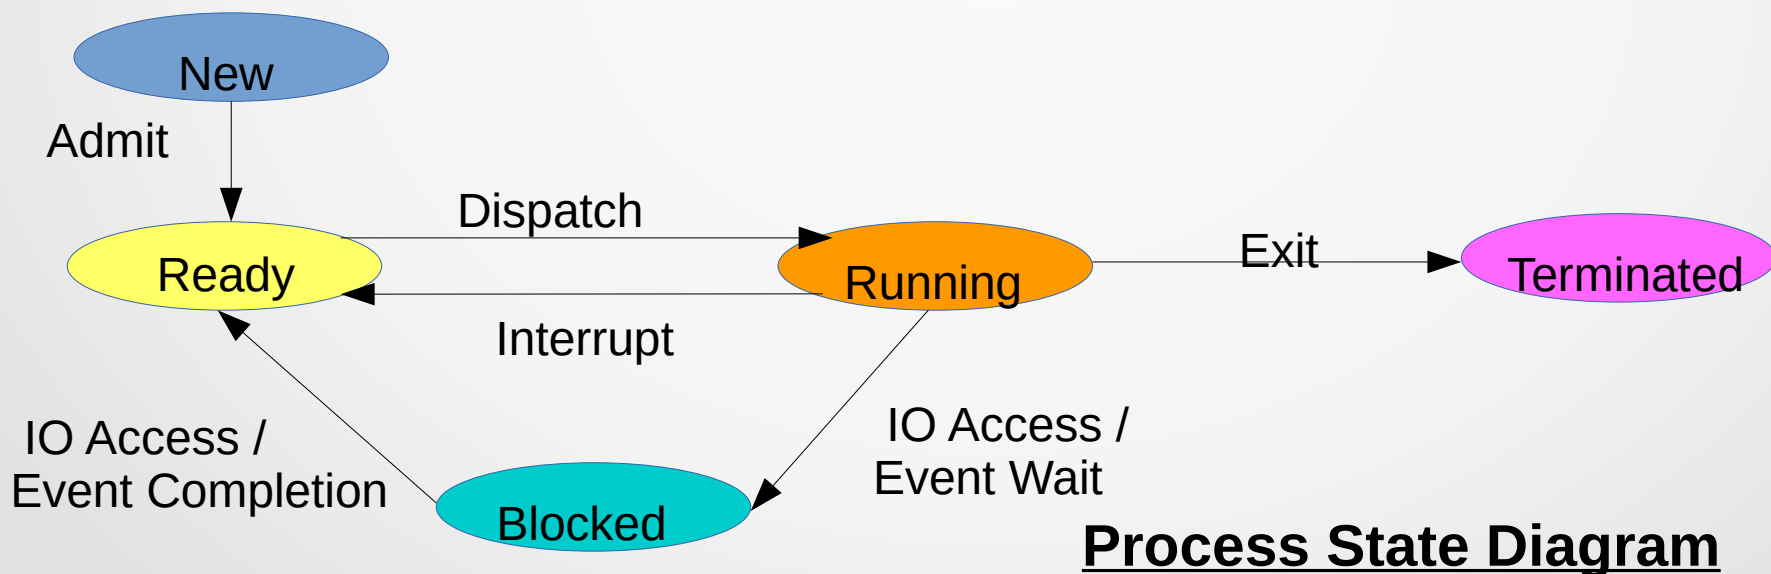 New
Admit
Dispatch
Ready
Running
Exit
Terminated
Interrupt
IO Access /
Event Completion
IO Access /
Event Wait
Blocked
Process State Diagram